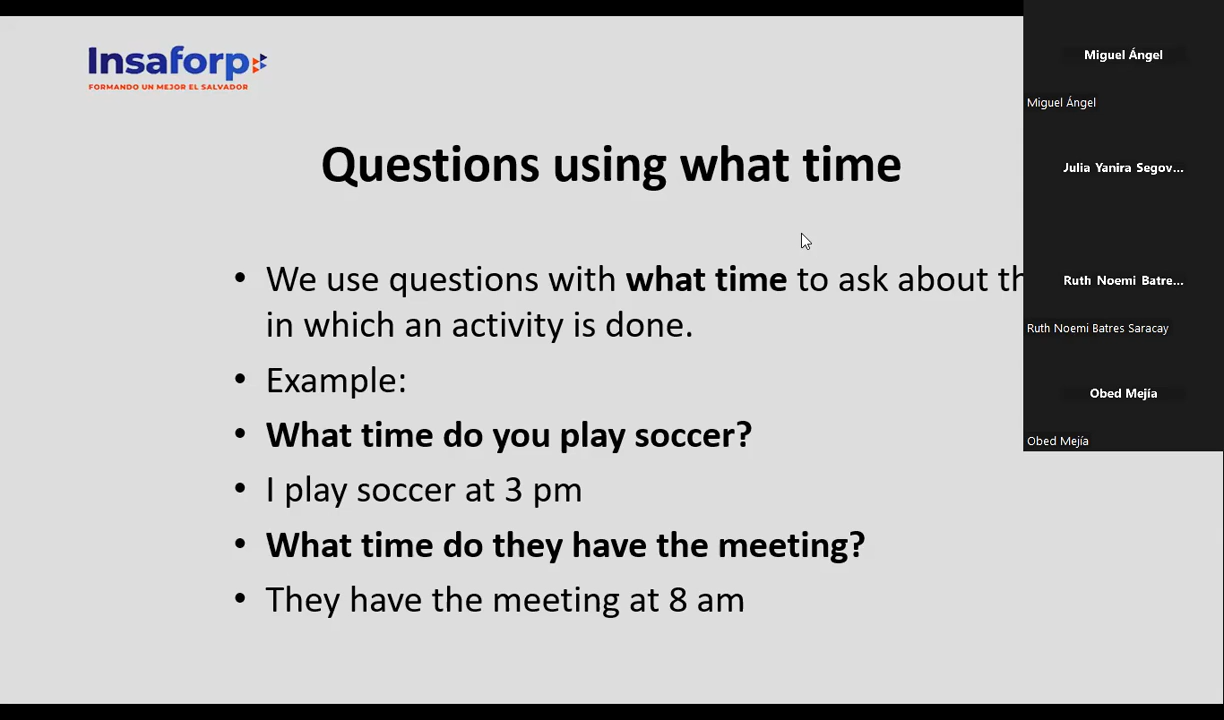 Insaforp
FORMANDO UN MEJOR EL SALVADOR
Questions using what time
• We use questions with what time to ask about
in which an activity is done.
• Example:
• What time do you play soccer?
• I play soccer at 3 pm
• What time do they have the meeting?
• They have the meeting at 8 am
Miguel Ángel
Miguel Ángel
Julia Yanira Segov...
Ruth Noemi Batre...
Ruth Noemi Batres Saracay
Obed Mejía
Obed Mejía